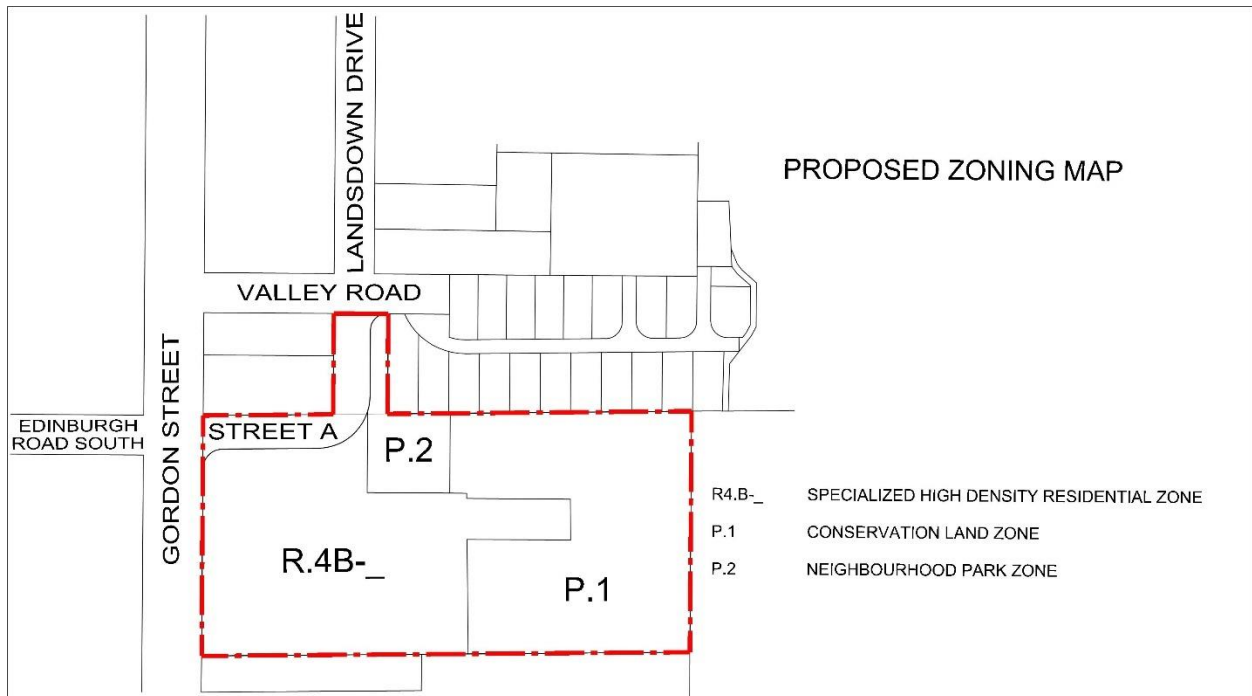 LANDSDOWN DRIVE
PROPOSED ZONING MAP
VALLEY ROAD
GORDON STREET
EDINBURGH
ROAD SOUTH
STREET A
P.2
R.4B-_
P.1
R4.B-_ SPECIALIZED HIGH DENSITY RESIDENTIAL ZONE
P.1 CONSERVATION LAND ZONE
P.2 NEIGHBOURHOOD PARK ZONE